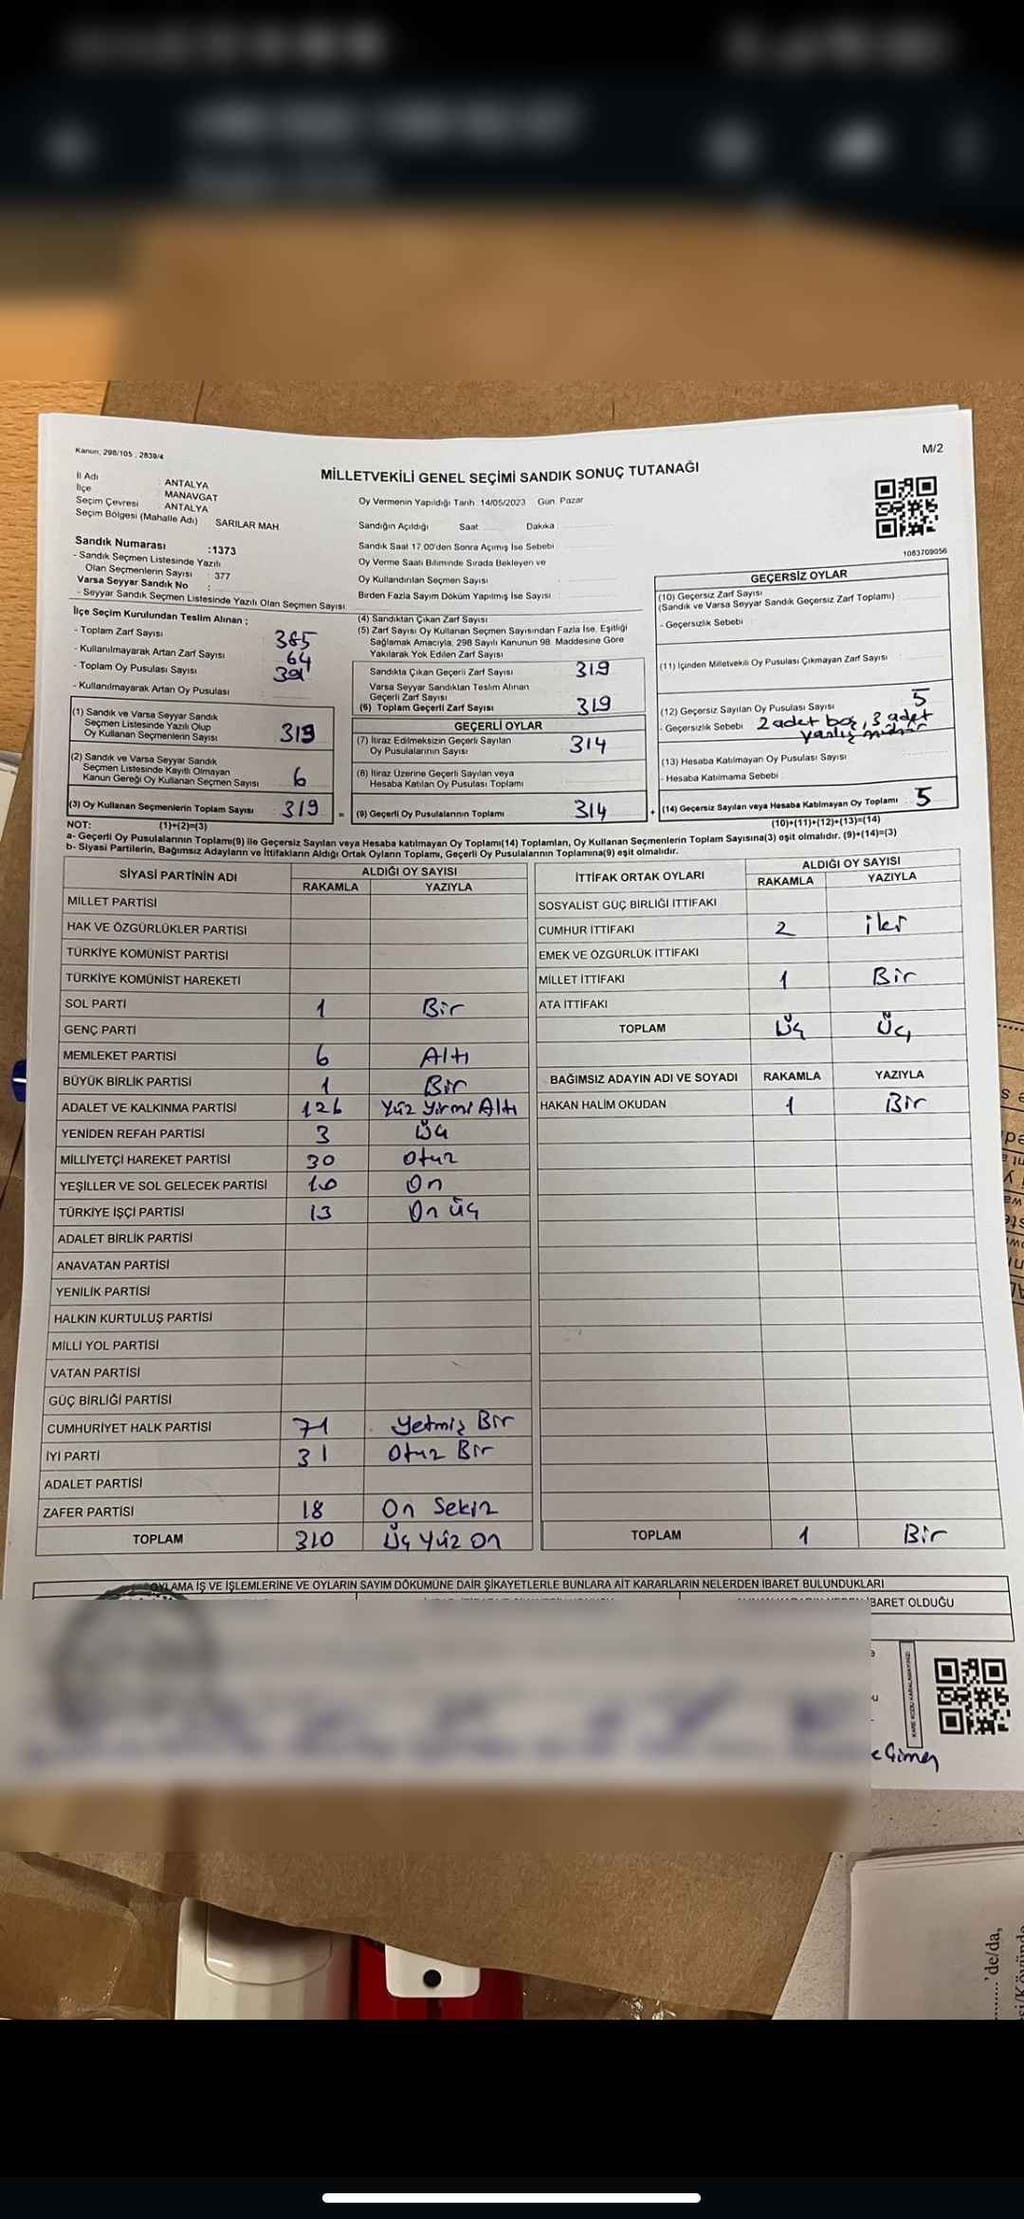 Kanun; 298/105 ; 2839/4
M/2
MİLLETVEKİLİ GENEL SEÇİMİ SANDIK SONUÇ TUTANAĞI
İl Adı ANTALYA
İlçe MANAVGAT
Seçim Çevresi ANTALYA
Seçim Bölgesi (Mahalle Adı) SARILAR MAH
Sandık Numarası :1373
- Sandık Seçmen Listesinde Yazılı
Olan Seçmenlerin Sayısı 377
Varsa Seyyar Sandık No :
- Seyyar Sandık Seçmen Listesinde Yazılı Olan Seçmen Sayısı
Oy Vermenin Yapıldığı Tarih :14/05/2023 Gün Pazar
Sandığın Açıldığı Saat Dakika
Sandık Saat 17.00'den Sonra Açımış İse Sebebi
Oy Verme Saati Bitiminde Sırada Bekleyen ve
Oy Kullandırılan Seçmen Sayısı
Birden Fazla Sayım Döküm Yapılmış İse Sayısı
1083709056
İlçe Seçim Kurulundan Teslim Alınan ;
- Toplam Zarf Sayısı 385
- Kullanılmayarak Artan Zarf Sayısı 64
- Toplam Oy Pusulası Sayısı
- Kullanılmayarak Artan Oy Pusulası
(1) Sandık ve Varsa Seyyar Sandık
Seçmen Listesinde Yazılı Olup
Oy Kullanan Seçmenlerin Sayısı
(2) Sandık ve Varsa Seyyar Sandık
Seçmen Listesinde Kayıtlı Olmayan
Kanun Gereği Oy Kullanan Seçmen Sayısı 6
(3) Oy Kullanan Seçmenlerin Toplam Sayısı 319 =
(4) Sandıktan Çıkan Zarf Sayısı
(5) Zarf Sayısı Oy Kullanan Seçmen Sayısından Fazla İse, Eşitliği
Sağlamak Amacıyla, 298 Sayılı Kanunun 98. Maddesine Göre
Yakılarak Yok Edilen Zarf Sayısı
Sandıkta Çıkan Geçerli Zarf Sayısı 319
Varsa Seyyar Sandıktan Teslim Alınan
Geçerli Zarf Sayısı
(6) Toplam Geçerli Zarf Sayısı 319
GEÇERLİ OYLAR
(7) İtiraz Edilmeksizin Geçerli Sayılan
Oy Pusulalarının Sayısı 314
(8) İtiraz Üzerine Geçerli Sayılan veya
Hesaba Katılan Oy Pusulası Toplamı
(9) Geçerli Oy Pusulalarının Toplamı 314 +
GEÇERSİZ OYLAR
(10) Geçersiz Zarf Sayısı
(Sandık ve Varsa Seyyar Sandık Geçersiz Zarf Toplamı)
- Geçersizlik Sebebi
(11) İçinden Milletvekili Oy Pusulası Çıkmayan Zarf Sayısı
(12) Geçersiz Sayılan Oy Pusulası Sayısı 5
- Geçersizlik Sebebi 2 adet boş, 3 adet
yanlış mühür
(13) Hesaba Katılmayan Oy Pusulası Sayısı
- Hesaba Katılmama Sebebi
(14) Geçersiz Sayılan veya Hesaba Katılmayan Oy Toplamı 5
NOT: (1)+(2)=(3)
(10)+(11)+(12)+(13)=(14)
a- Geçerli Oy Pusulalarının Toplamı(9) ile Geçersiz Sayılan veya Hesaba katılmayan Oy Toplamı(14) Toplamları, Oy Kullanan Seçmenlerin Toplam Sayısına(3) eşit olmalıdır. (9)+(14)=(3)
b- Siyasi Partilerin, Bağımsız Adayların ve İttifakların Aldığı Ortak Oyların Toplamı, Geçerli Oy Pusulalarının Toplamına(9) eşit olmalıdır.
SİYASİ PARTİNİN ADI ALDIĞI OY SAYISI
RAKAMLA YAZIYLA
MİLLET PARTİSİ
HAK VE ÖZGÜRLÜKLER PARTİSİ
TÜRKİYE KOMÜNİST PARTİSİ
TÜRKİYE KOMÜNİST HAREKETİ
SOL PARTİ 1 Bir
GENÇ PARTİ
MEMLEKET PARTİSİ 6 Altı
BÜYÜK BİRLİK PARTİSİ 1 Bir
ADALET VE KALKINMA PARTİSİ 126 Yüz Yirmi Altı
YENİDEN REFAH PARTİSİ 3 Üç
MİLLİYETÇİ HAREKET PARTİSİ 30 Otuz
YEŞİLLER VE SOL GELECEK PARTİSİ 10 On
TÜRKİYE İŞÇİ PARTİSİ 13 On üç
ADALET BİRLİK PARTİSİ
ANAVATAN PARTİSİ
YENİLİK PARTİSİ
HALKIN KURTULUŞ PARTİSİ
MİLLİ YOL PARTİSİ
VATAN PARTİSİ
GÜÇ BİRLİĞİ PARTİSİ
CUMHURİYET HALK PARTİSİ 71 Yetmiş Bir
İYİ PARTİ 31 Otuz Bir
ADALET PARTİSİ
ZAFER PARTİSİ 18 On Sekiz
TOPLAM 310 Üç Yüz On
İTTİFAK ORTAK OYLARI ALDIĞI OY SAYISI
RAKAMLA YAZIYLA
SOSYALİST GÜÇ BİRLİĞİ İTTİFAKI
CUMHUR İTTİFAKI 2 iki
EMEK VE ÖZGÜRLÜK İTTİFAKI
MİLLET İTTİFAKI 1 Bir
ATA İTTİFAKI
TOPLAM Üç Üç
BAĞIMSIZ ADAYIN ADI VE SOYADI RAKAMLA YAZIYLA
HAKAN HALİM OKUDAN 1 Bir
TOPLAM 1 Bir
OYLAMA İŞ VE İŞLEMLERİNE VE OYLARIN SAYIM DÖKÜMÜNE DAİR ŞİKAYETLERLE BUNLARA AİT KARARLARIN NELERDEN İBARET BULUNDUKLARI
İBARET OLDUĞU
.........'de/da,